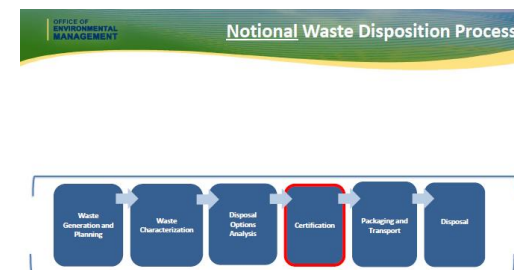 OFFICE OF
ENVIRONMENTAL
MANAGEMENT
Notional Waste Disposition Process
Waste
Generation and
Planning
Waste
Characterization
Disposal
Options
Analysis
Certification
Packaging and
Transport
Disposal